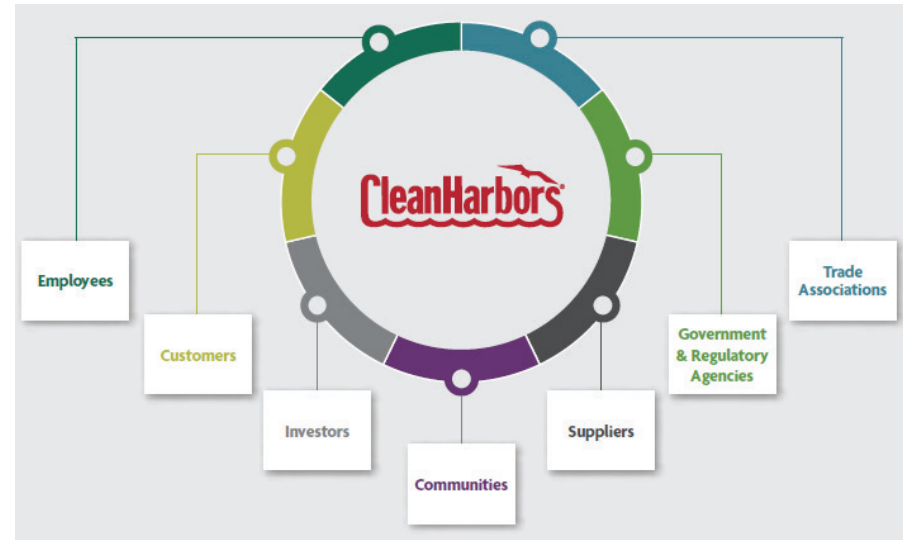 CleanHarbors®
Employees
Trade
Associations
Customers
Government
& Regulatory
Agencies
Investors
Suppliers
Communities